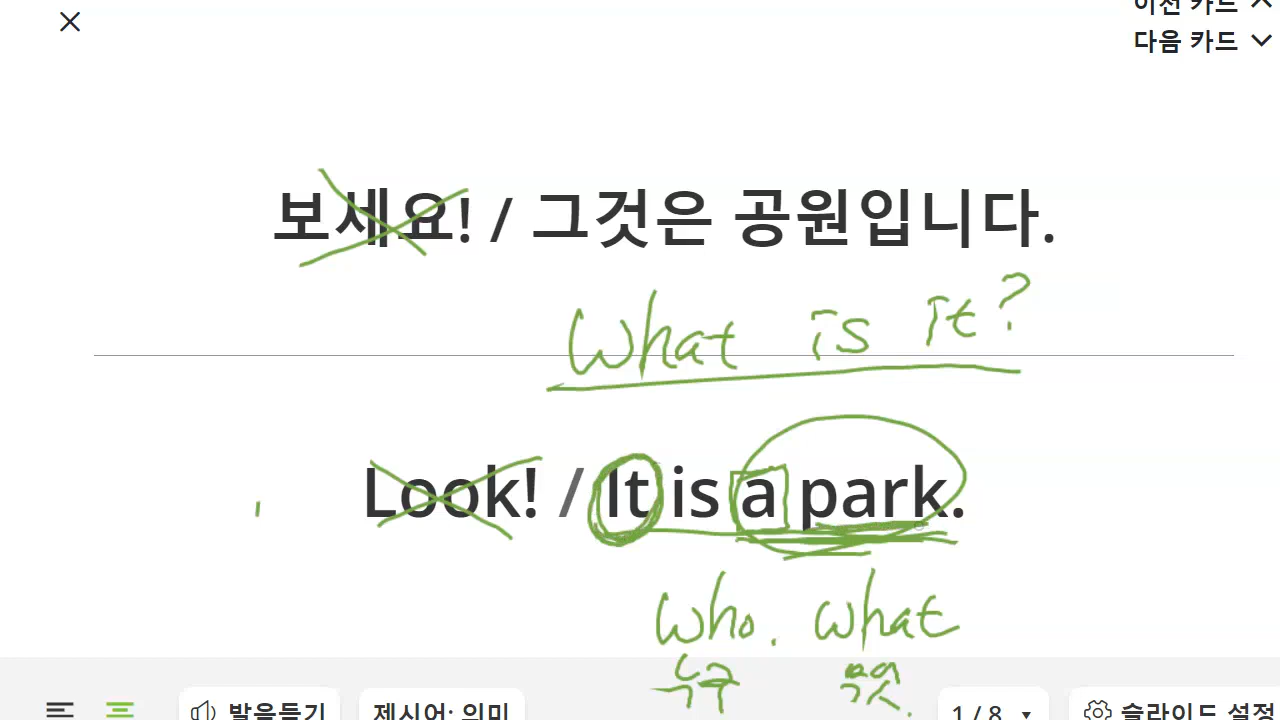 이전 카드
다음 카드
보세요! / 그것은 공원입니다.
What is it?
Look! / It is a park.
who. what
누구 무엇.
발음듣기 제시어: 의미 1 / 8 슬라이드 설정